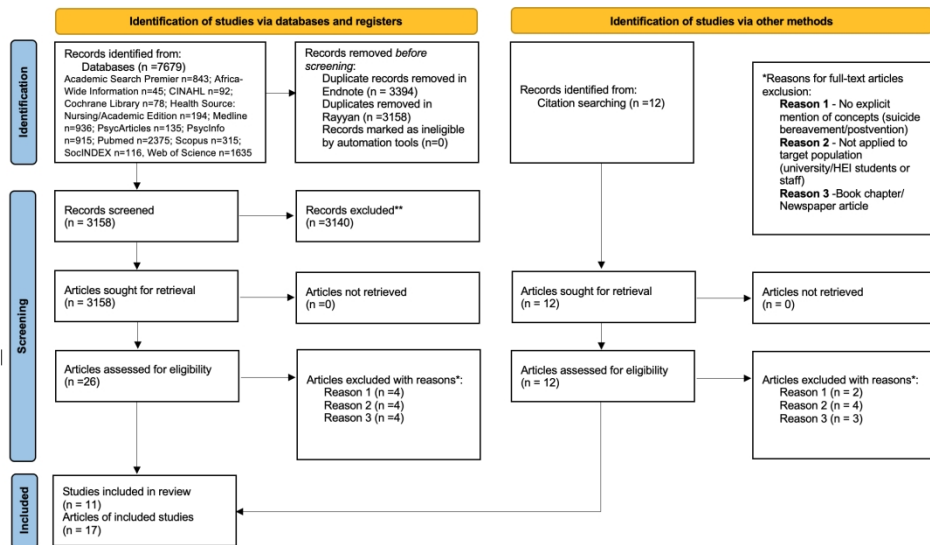 Identification of studies via databases and registers
Identification of studies via other methods
Identification
Records identified from:
Databases (n=7679)
Academic Search Premier n=843; Africa-
Wide Information n=45; CINAHL n=92;
Cochrane Library n=78; Health Source:
Nursing/Academic Edition n=194; Medline
n=936; PsycArticles n=135; PsycInfo
n=915; Pubmed n=2375; Scopus n=315;
SocINDEX n=116, Web of Science n=1635
Records removed before
screening:
Duplicate records removed in
Endnote (n = 3394)
Duplicates removed in
Rayyan (n =3158)
Records marked as ineligible
by automation tools (n=0)
Records identified from:
Citation searching (n =12)
*Reasons for full-text articles
exclusion:
Reason 1 - No explicit
mention of concepts (suicide
bereavement/postvention)
Reason 2 - Not applied to
target population
(university/HEI students or
staff)
Reason 3 -Book chapter/
Newspaper article
Screening
Records screened
(n = 3158)
Records excluded**
(n =3140)
Articles sought for retrieval
(n = 3158)
Articles not retrieved
(n =0)
Articles sought for retrieval
(n = 12)
Articles not retrieved
(n = 0)
Articles assessed for eligibility
(n =26)
Articles excluded with reasons*:
Reason 1 (n =4)
Reason 2 (n =4)
Reason 3 (n =4)
Articles assessed for eligibility
(n = 12)
Articles excluded with reasons*:
Reason 1 (n = 2)
Reason 2 (n = 4)
Reason 3 (n = 3)
Included
Studies included in review
(n = 11)
Articles of included studies
(n = 17)